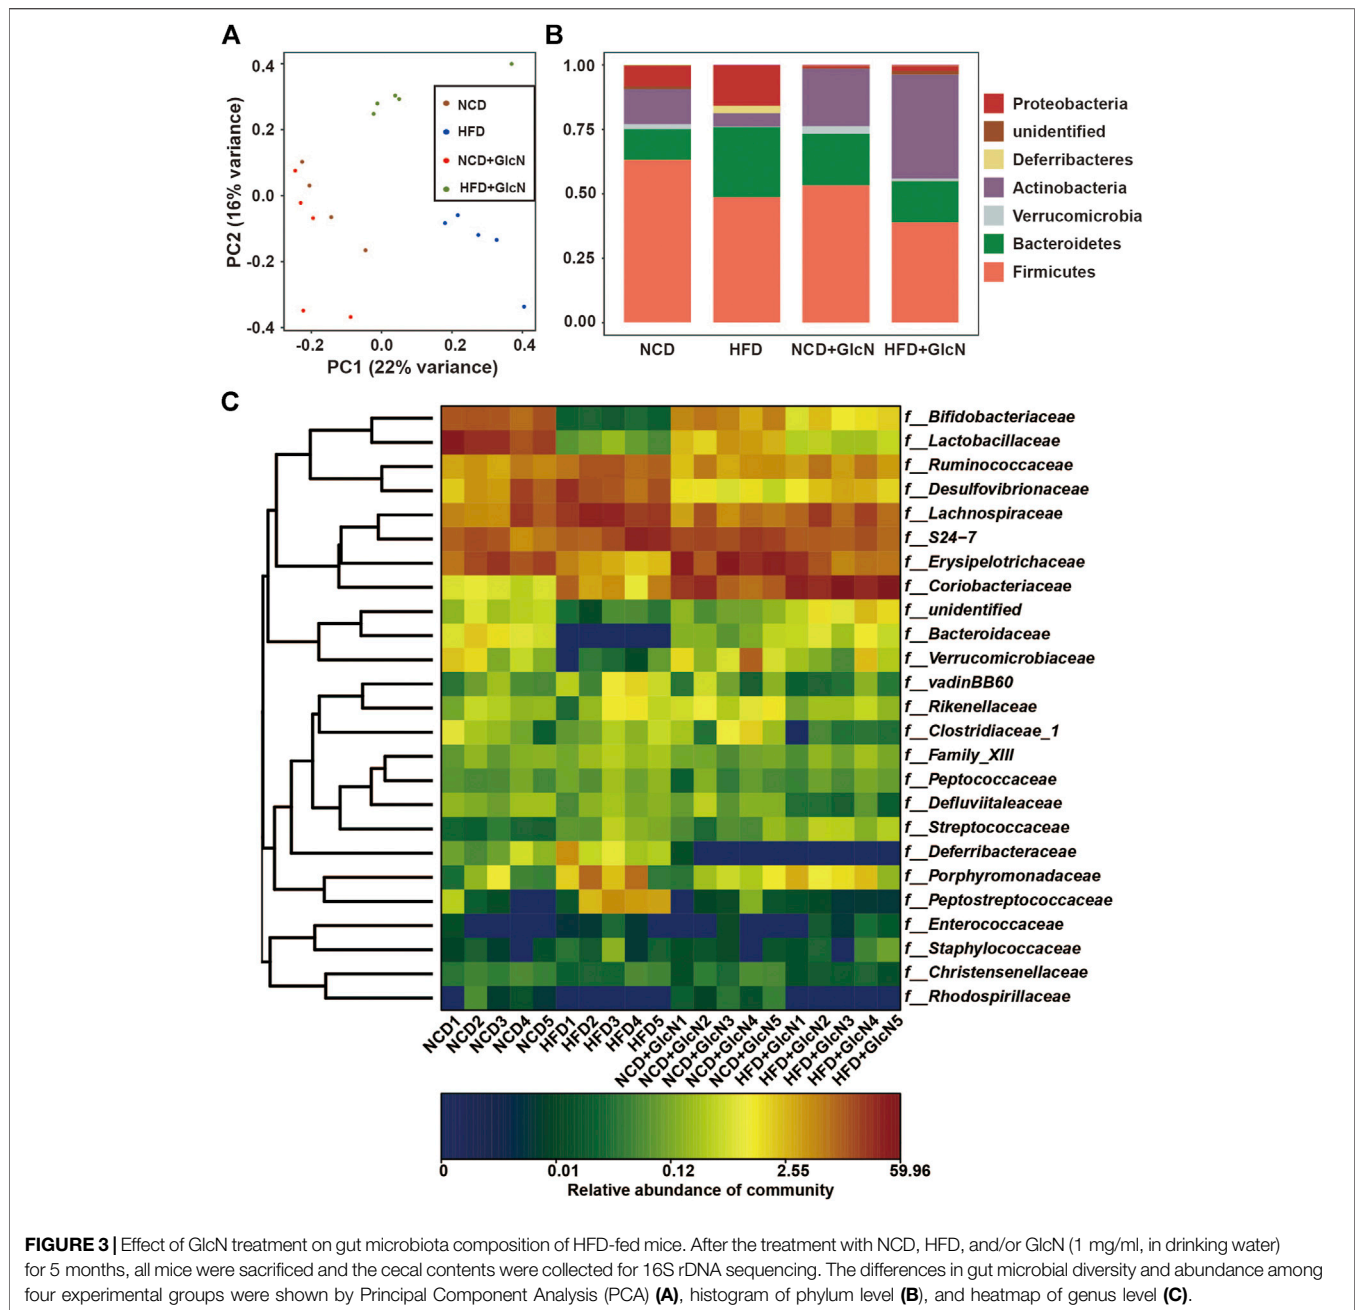 A
0.4
0.2
0.0
-0.2
-0.4
PC2 (16% variance)
-0.2 0.0 0.2 0.4
PC1 (22% variance)
NCD
HFD
NCD+GlcN
HFD+GlcN
B
1.00
0.75
0.50
0.25
0.00
NCD HFD NCD+GlcN HFD+GlcN
Proteobacteria
unidentified
Deferribacteres
Actinobacteria
Verrucomicrobia
Bacteroidetes
Firmicutes
C
f__Bifidobacteriaceae
f__Lactobacillaceae
f__Ruminococcaceae
f__Desulfovibrionaceae
f__Lachnospiraceae
f__S24−7
f__Erysipelotrichaceae
f__Coriobacteriaceae
f__unidentified
f__Bacteroidaceae
f__Verrucomicrobiaceae
f__vadinBB60
f__Rikenellaceae
f__Clostridiaceae_1
f__Family_XIII
f__Peptococcaceae
f__Defluviitaleaceae
f__Streptococcaceae
f__Deferribacteraceae
f__Porphyromonadaceae
f__Peptostreptococcaceae
f__Enterococcaceae
f__Staphylococcaceae
f__Christensenellaceae
f__Rhodospirillaceae
NCD1
NCD2
NCD3
NCD4
NCD5
HFD1
HFD2
HFD3
HFD4
HFD5
NCD+GlcN1
NCD+GlcN2
NCD+GlcN3
NCD+GlcN4
NCD+GlcN5
HFD+GlcN1
HFD+GlcN2
HFD+GlcN3
HFD+GlcN4
HFD+GlcN5
0 0.01 0.12 2.55 59.96
Relative abundance of community
FIGURE 3 | Effect of GlcN treatment on gut microbiota composition of HFD-fed mice. After the treatment with NCD, HFD, and/or GlcN (1 mg/ml, in drinking water)
for 5 months, all mice were sacrificed and the cecal contents were collected for 16S rDNA sequencing. The differences in gut microbial diversity and abundance among
four experimental groups were shown by Principal Component Analysis (PCA) (A), histogram of phylum level (B), and heatmap of genus level (C).